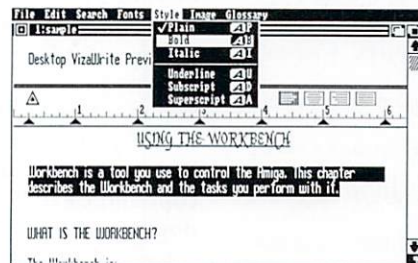 File Edit Search Fonts Style Image Glossary
1:sample
✓Plain P
Bold B
Italic I
Underline U
Subscript D
Superscript A
Desktop VizaWrite Previ
1 2 3 4 5 6
USING THE WORKBENCH
Workbench is a tool you use to control the Amiga. This chapter
describes the Workbench and the tasks you perform with it.
WHAT IS THE WORKBENCH?
The Workbench is: